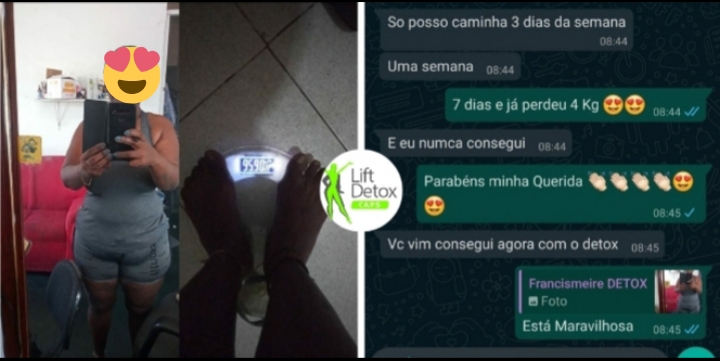 So posso caminha 3 dias da semana
08:44
Uma semana 08:44
7 dias e já perdeu 4 Kg 😍😍 08:44
E eu numca consegui 08:44
Parabéns minha Querida 👏🏻👏🏻👏🏻👏🏻😍
😍 08:45
Vc vim consegui agora com o detox 08:45
Francismeire DETOX
Foto
Está Maravilhosa 08:45
Lift
Detox
CAPS